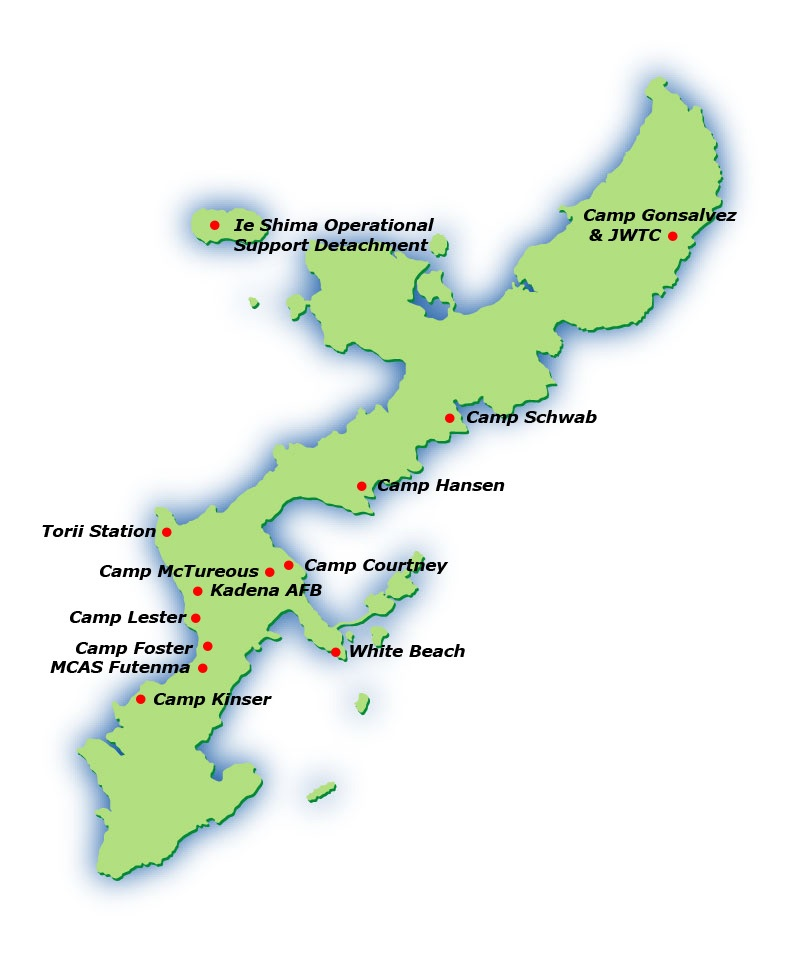 Camp Gonsalvez
& JWTC
Ie Shima Operational
Support Detachment
Camp Schwab
Camp Hansen
Torii Station
Camp Courtney
Camp McTureous
Kadena AFB
Camp Lester
Camp Foster
White Beach
MCAS Futenma
Camp Kinser